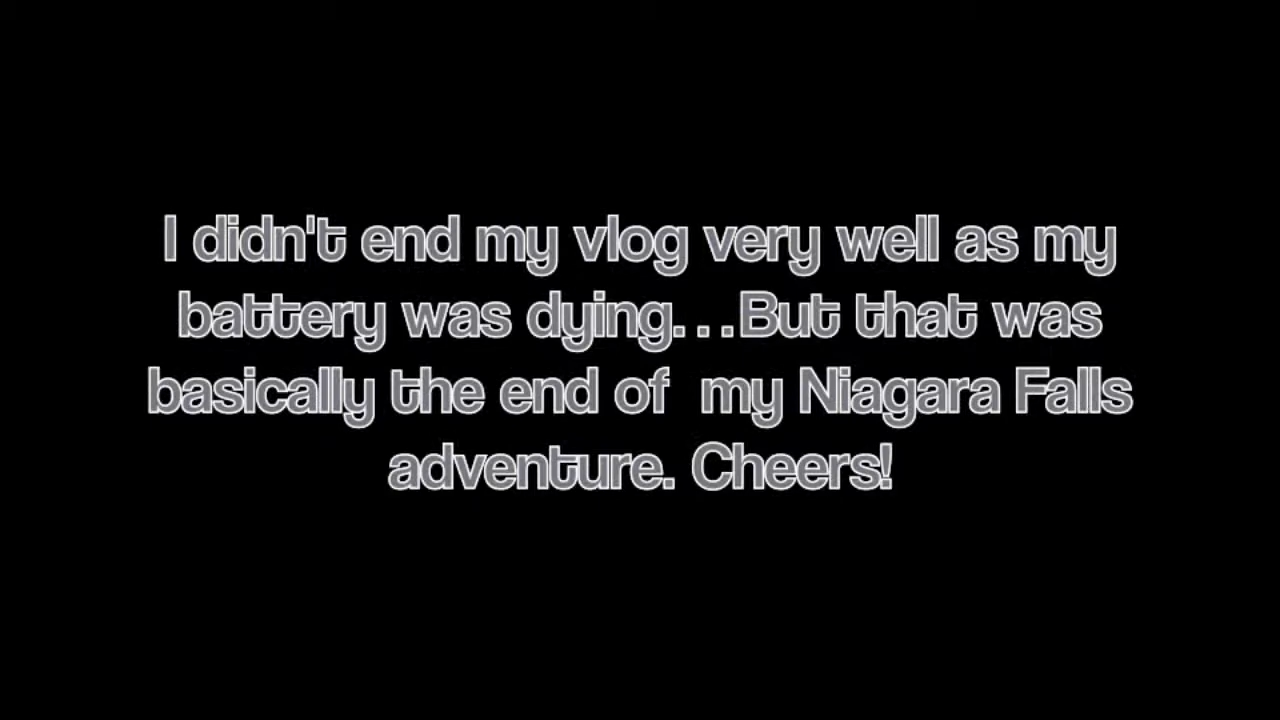 I didn't end my vlog very well as my
battery was dying...But that was
basically the end of  my Niagara Falls
adventure. Cheers!